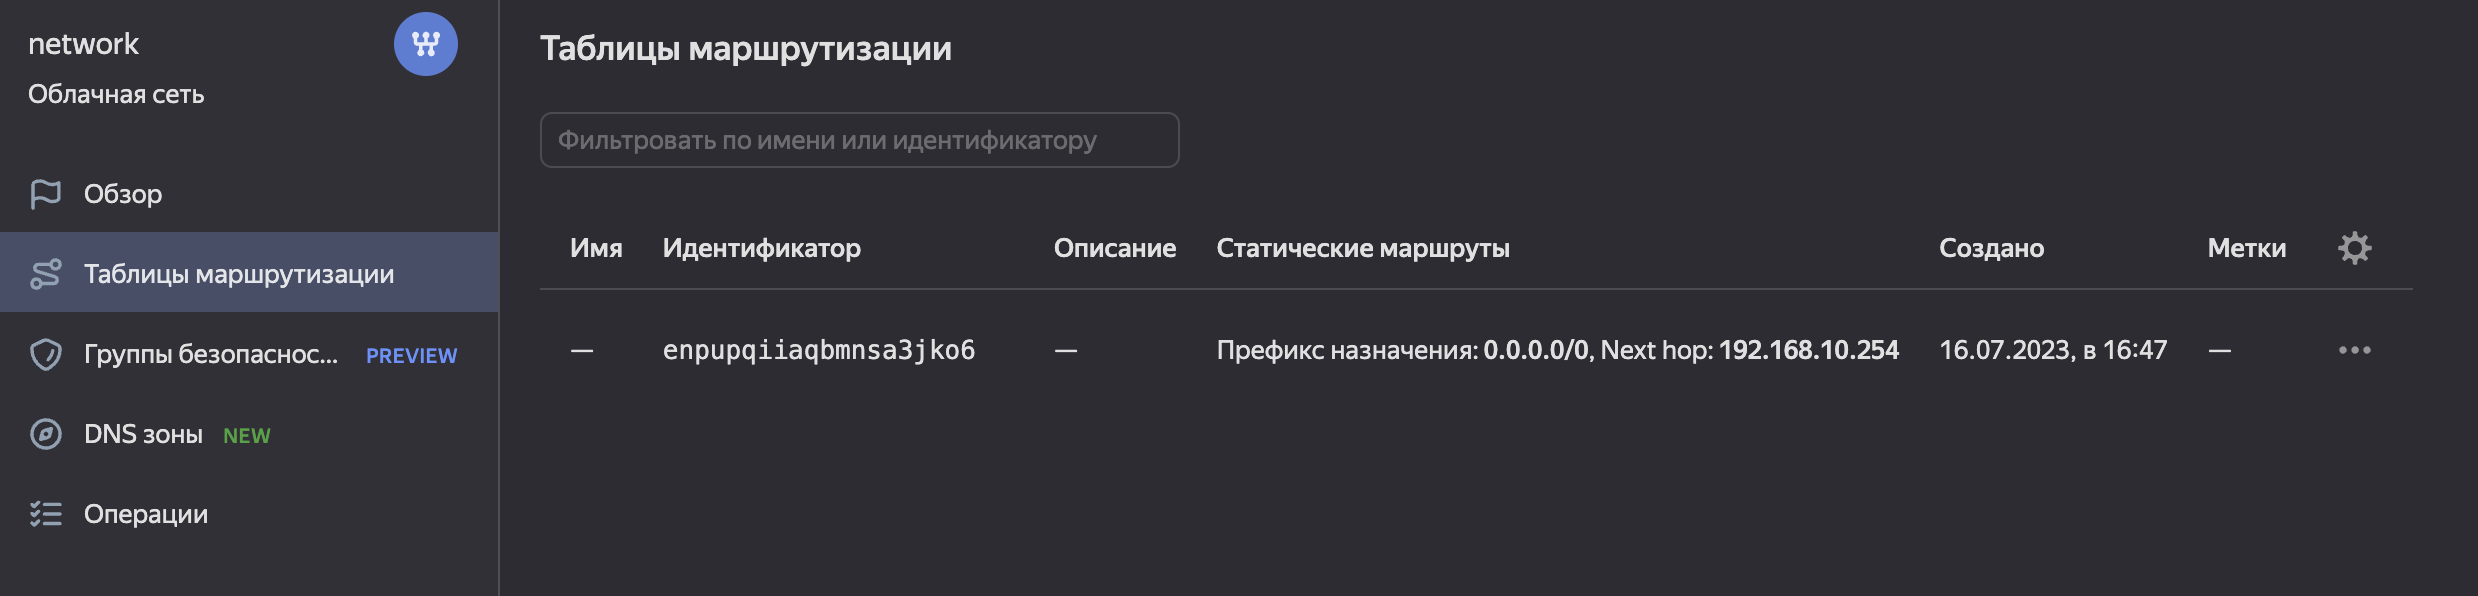 network
Облачная сеть
Обзор
Таблицы маршрутизации
Группы безопаснос... PREVIEW
DNS зоны NEW
Операции
Таблицы маршрутизации
Фильтровать по имени или идентификатору
Имя Идентификатор Описание Статические маршруты Создано Метки
— enpupqiiaqbmnsa3jko6 — Префикс назначения: 0.0.0.0/0, Next hop: 192.168.10.254 16.07.2023, в 16:47 —